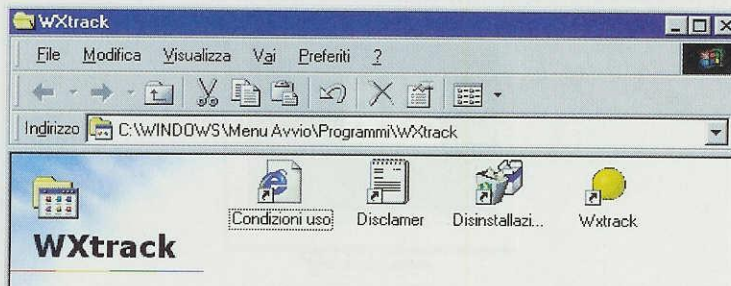 WXtrack
File Modifica Visualizza Vai Preferiti ?
Indirizzo C:\WINDOWS\Menu Avvio\Programmi\WXtrack
Condizioni uso Disclamer Disinstallazi... Wxtrack
WXtrack